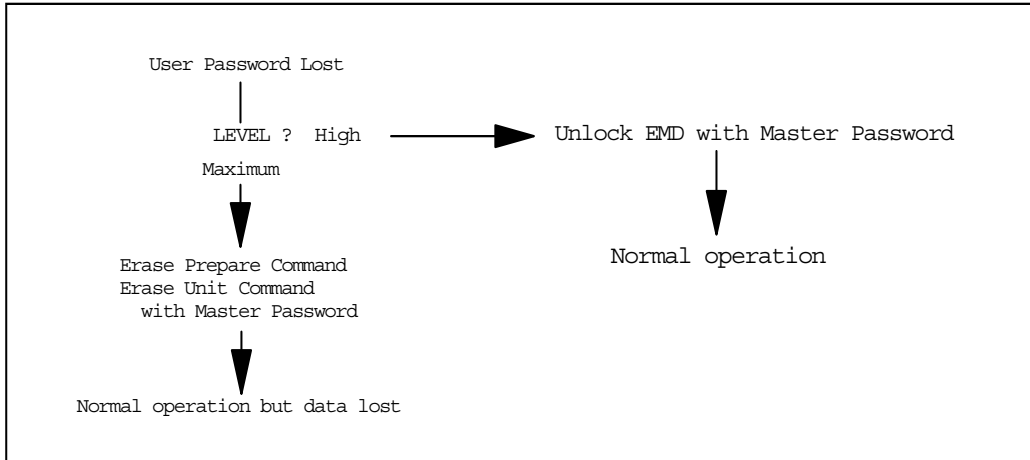 User Password Lost
LEVEL ? High
Unlock EMD with Master Password
Maximum
Normal operation
Erase Prepare Command
Erase Unit Command
with Master Password
Normal operation but data lost